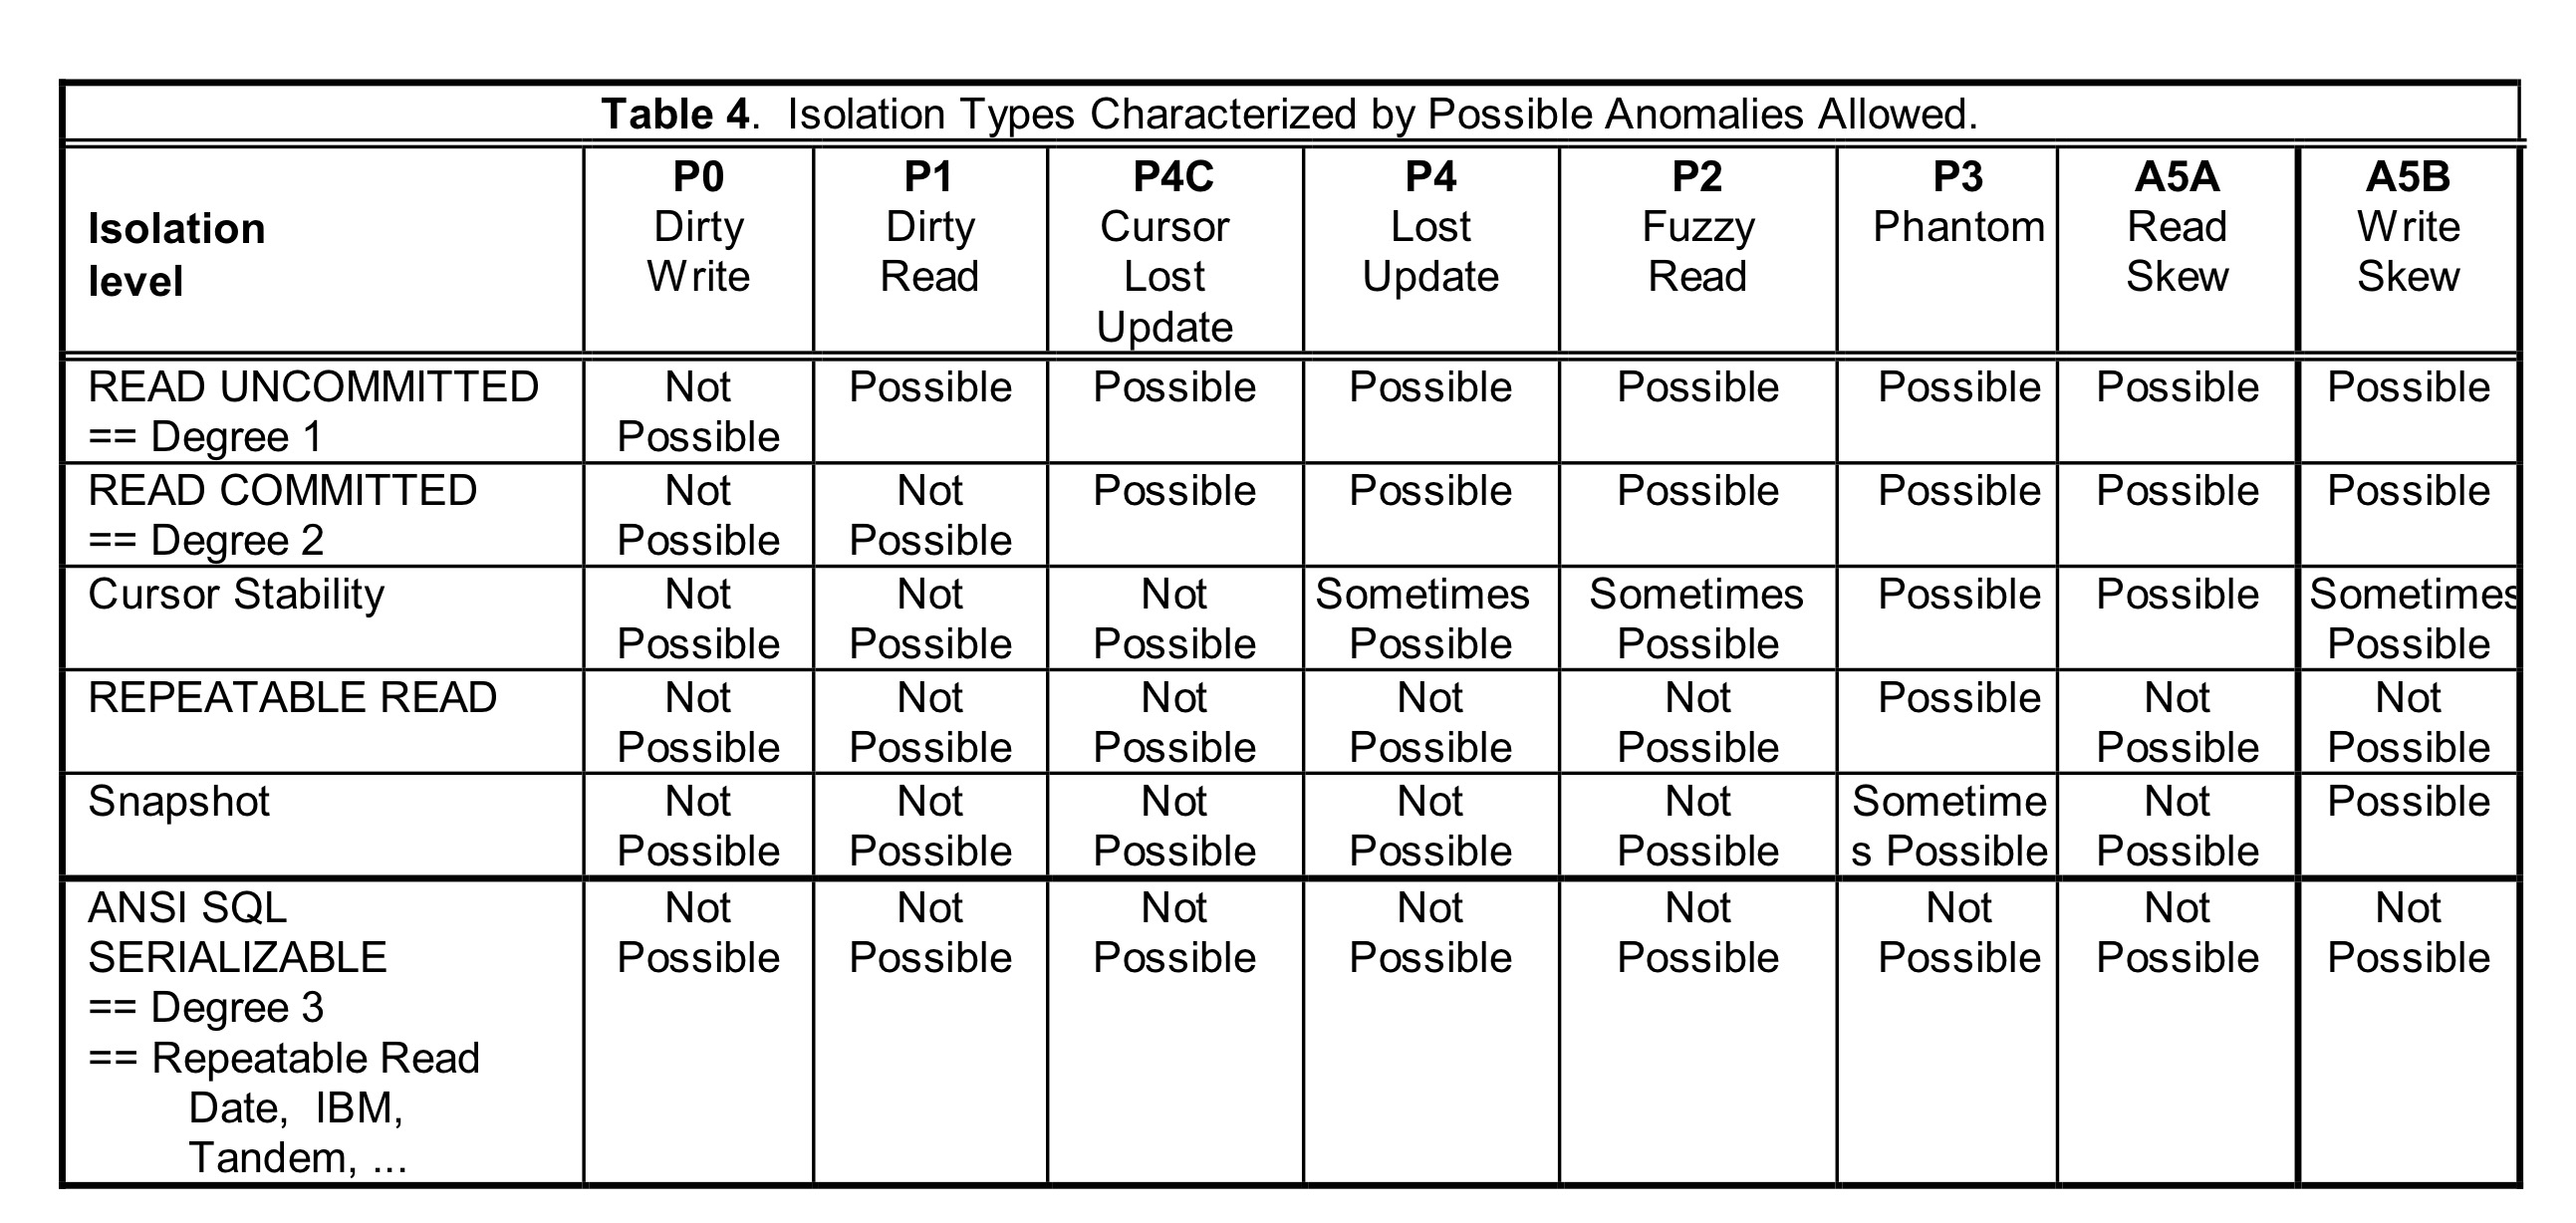 Table 4.  Isolation Types Characterized by Possible Anomalies Allowed.
Isolation level | P0 Dirty Write | P1 Dirty Read | P4C Cursor Lost Update | P4 Lost Update | P2 Fuzzy Read | P3 Phantom | A5A Read Skew | A5B Write Skew
READ UNCOMMITTED == Degree 1 | Not Possible | Possible | Possible | Possible | Possible | Possible | Possible | Possible
READ COMMITTED == Degree 2 | Not Possible | Not Possible | Possible | Possible | Possible | Possible | Possible | Possible
Cursor Stability | Not Possible | Not Possible | Not Possible | Sometimes Possible | Sometimes Possible | Possible | Possible | Sometimes Possible
REPEATABLE READ | Not Possible | Not Possible | Not Possible | Not Possible | Not Possible | Possible | Not Possible | Not Possible
Snapshot | Not Possible | Not Possible | Not Possible | Not Possible | Not Possible | Sometime s Possible | Not Possible | Possible
ANSI SQL SERIALIZABLE == Degree 3 == Repeatable Read Date,  IBM, Tandem, ... | Not Possible | Not Possible | Not Possible | Not Possible | Not Possible | Not Possible | Not Possible | Not Possible